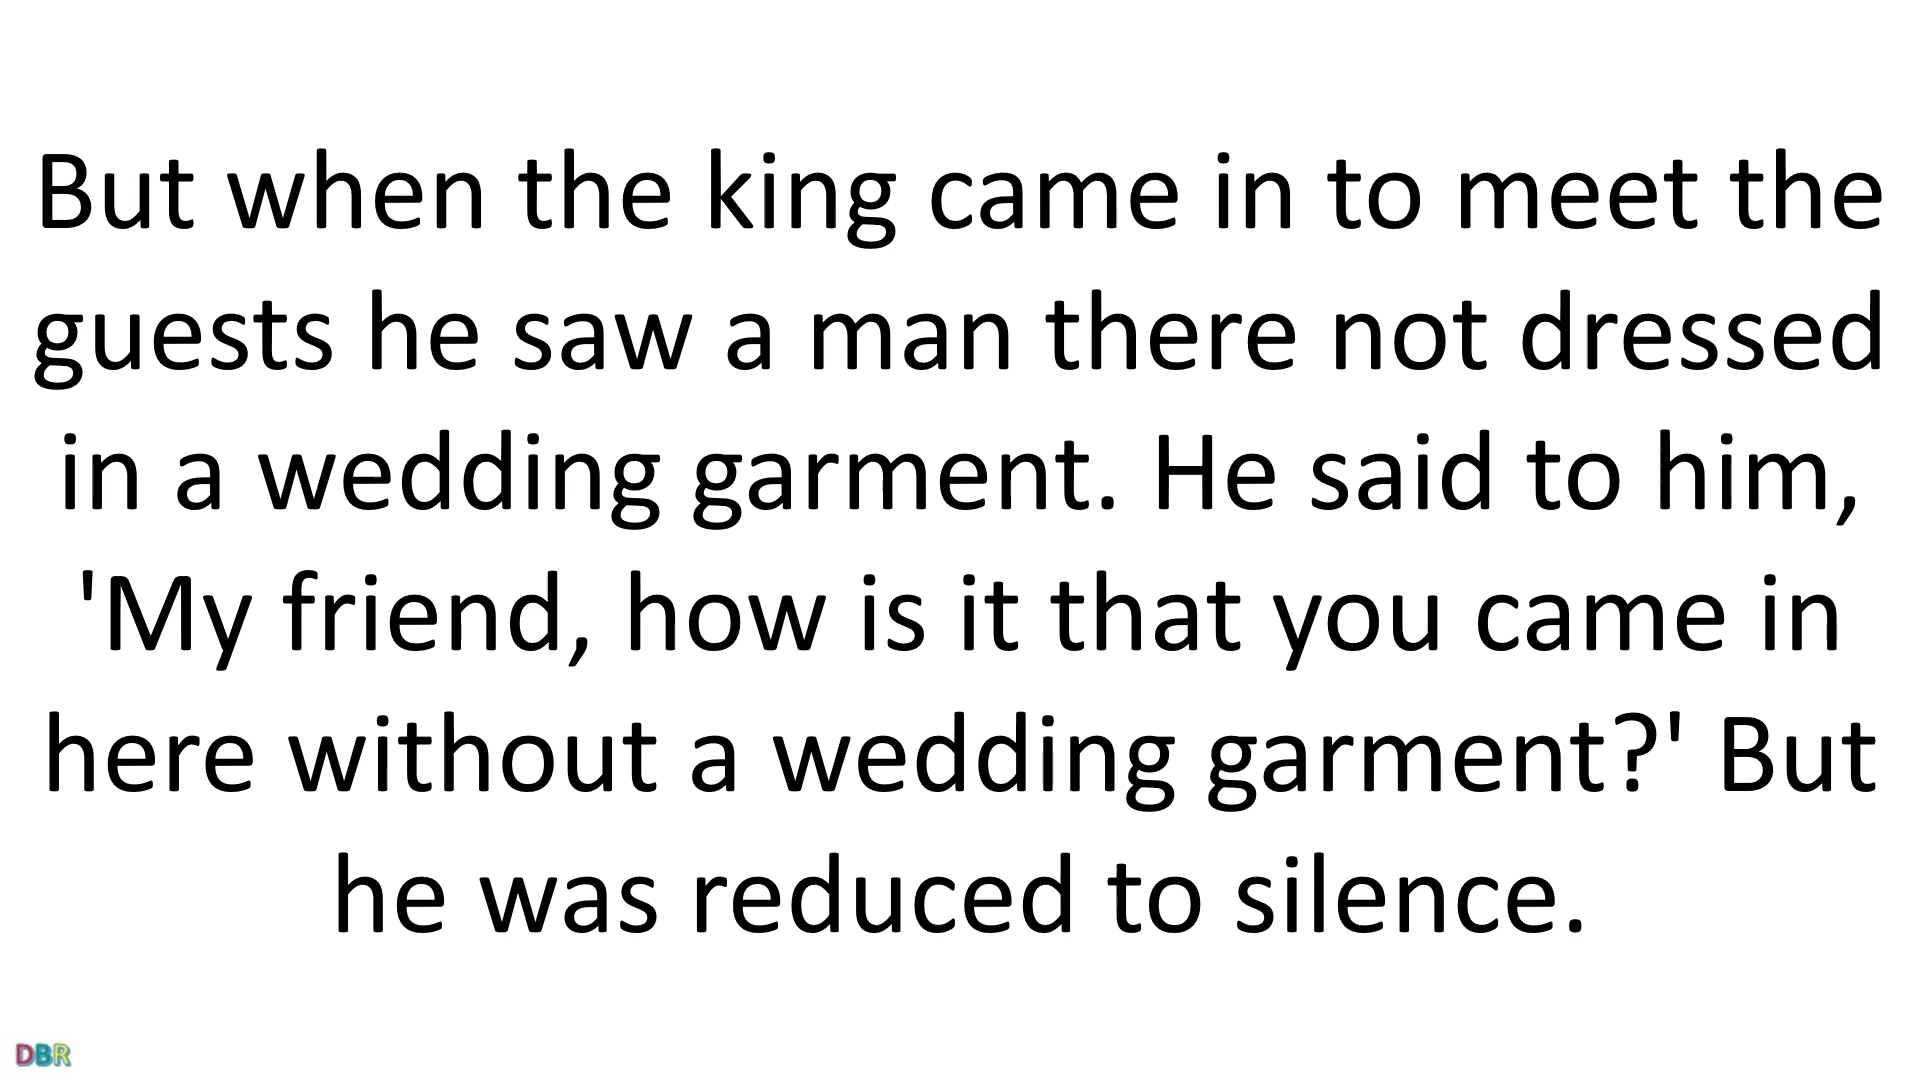 But when the king came in to meet the
guests he saw a man there not dressed
in a wedding garment. He said to him,
'My friend, how is it that you came in
here without a wedding garment?' But
he was reduced to silence.
DBR